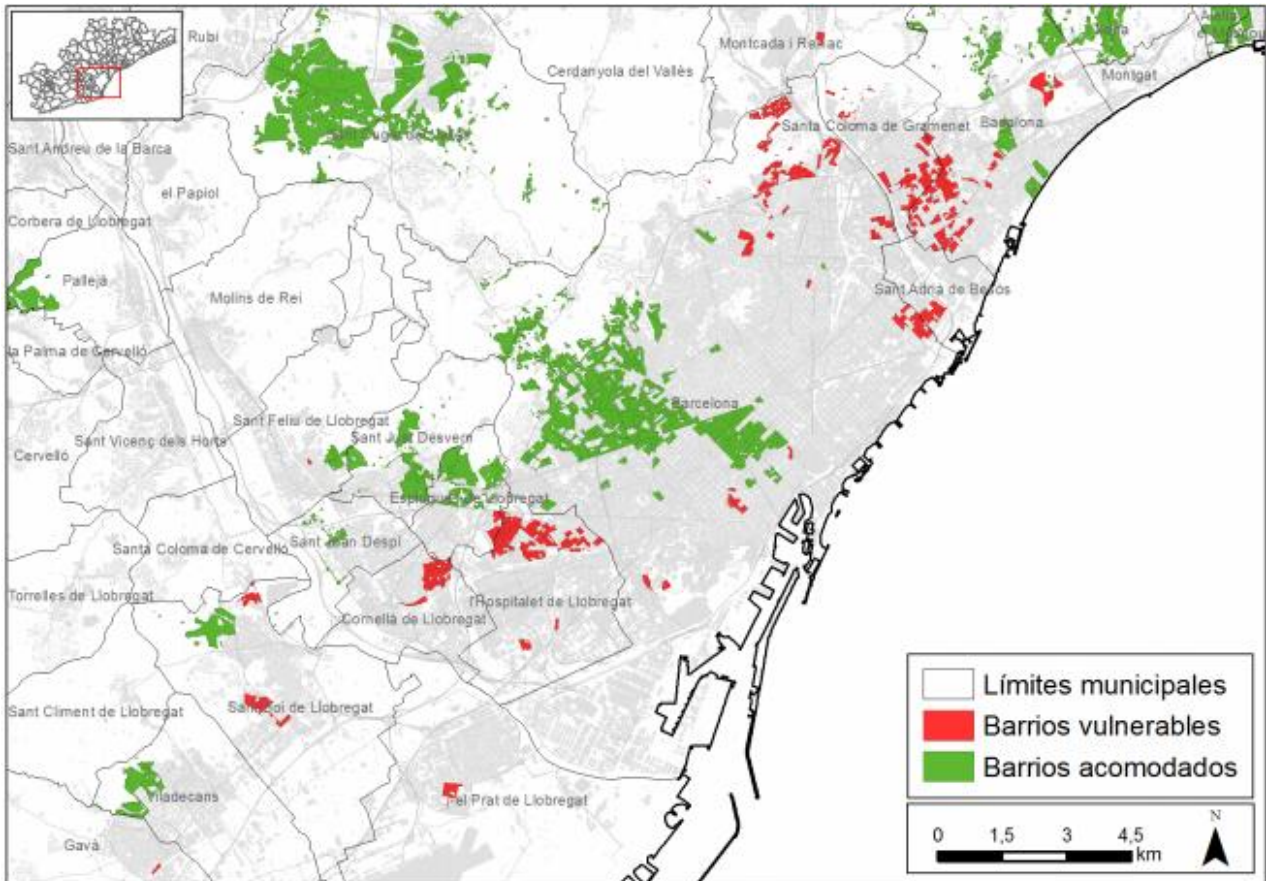 Rubí
Montcada i Reixac
Cerdanyola del Vallès
Montgat
Sant Andreu de la Barca
Santa Coloma de Gramenet
Barcelona
el Papiol
Corbera de Llobregat
Pallejà
Molins de Rei
Sant Adrià de Besòs
la Palma de Cervelló
Barcelona
Sant Feliu de Llobregat
Sant Just Desvern
Sant Vicenç dels Horts
Cervelló
Esplugues de Llobregat
Santa Coloma de Cervelló
Sant Joan Despí
Torrelles de Llobregat
l'Hospitalet de Llobregat
Cornellà de Llobregat
Sant Climent de Llobregat
Sant Boi de Llobregat
Viladecans
el Prat de Llobregat
Gavà
Límites municipales
Barrios vulnerables
Barrios acomodados
N
0 1,5 3 4,5
km